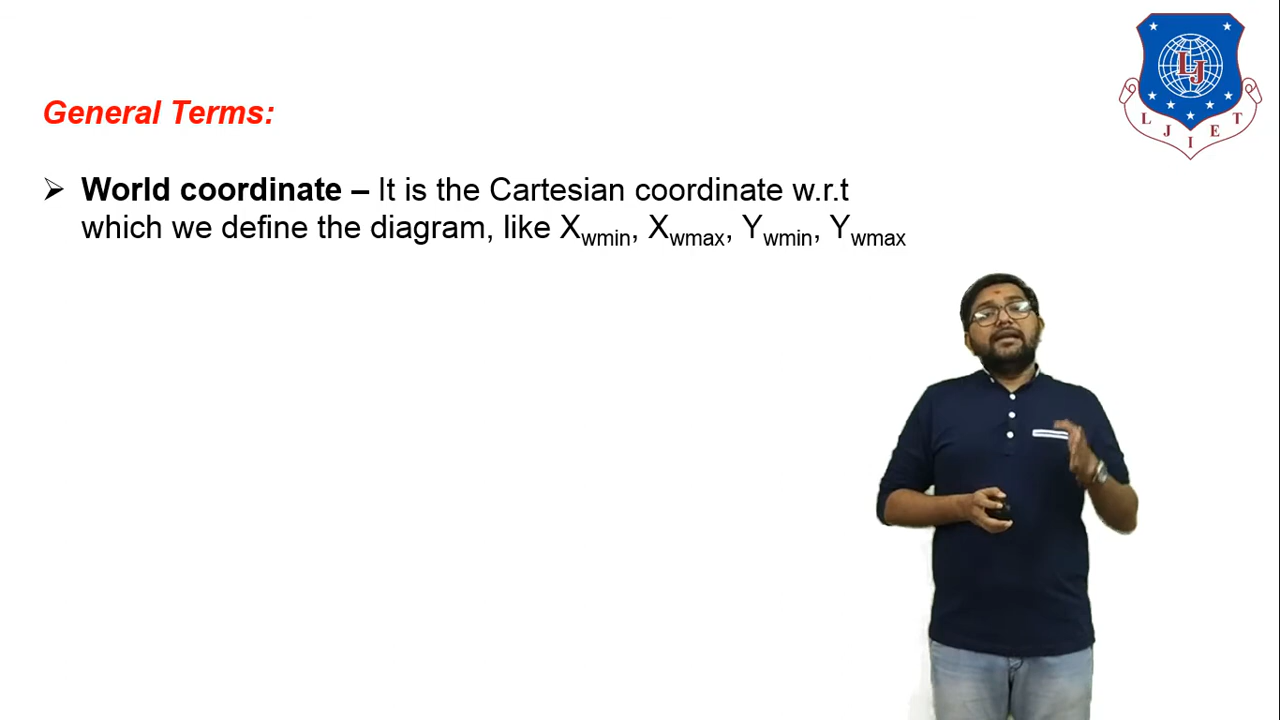 LJ
L J I E T
General Terms:
➢ World coordinate – It is the Cartesian coordinate w.r.t
which we define the diagram, like Xwmin, Xwmax, Ywmin, Ywmax